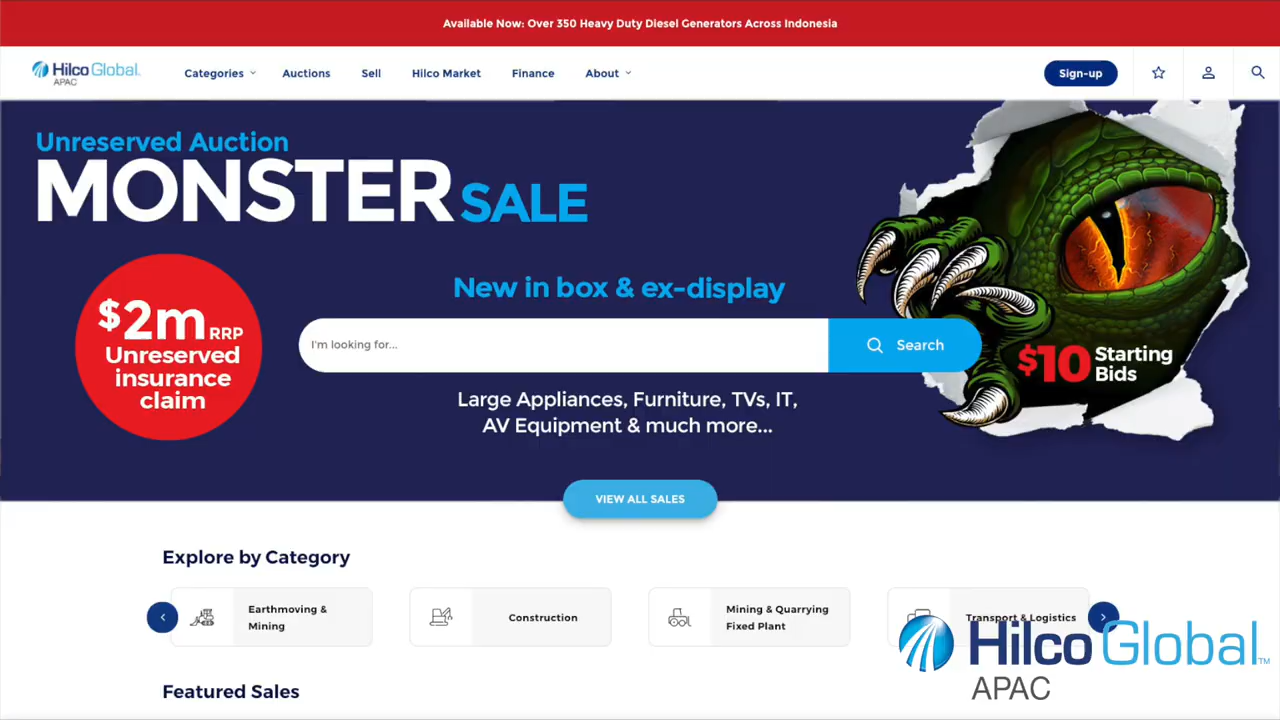 Available Now: Over 350 Heavy Duty Diesel Generators Across Indonesia
Hilco Global.
APAC
Categories
Auctions
Sell
Hilco Market
Finance
About
Sign-up
Unreserved Auction
MONSTER SALE
New in box & ex-display
$2m RRP
Unreserved
insurance
claim
I'm looking for...
Search
$10 Starting
Bids
Large Appliances, Furniture, TVs, IT,
AV Equipment & much more...
VIEW ALL SALES
Explore by Category
Earthmoving &
Mining
Construction
Mining & Quarrying
Fixed Plant
Transport & Logistics
Hilco Global™
APAC
Featured Sales